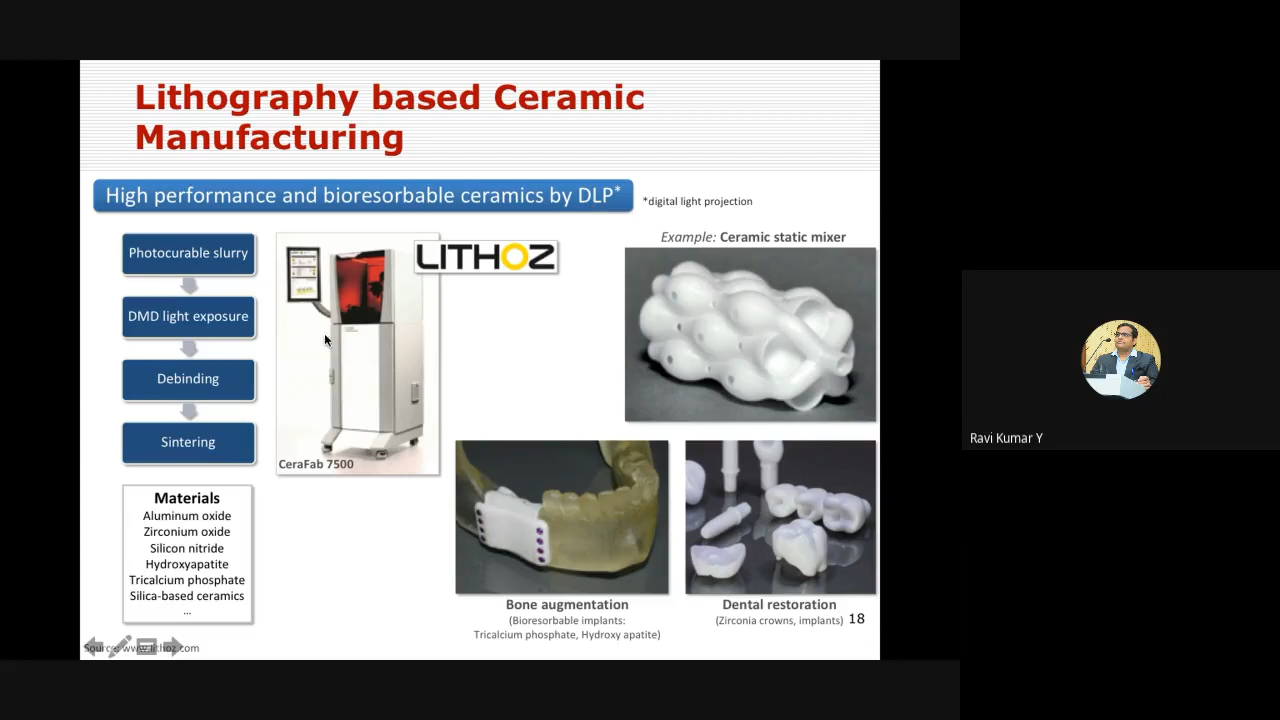 Lithography based Ceramic
Manufacturing
High performance and bioresorbable ceramics by DLP*
*digital light projection
Photocurable slurry
DMD light exposure
Debinding
Sintering
Materials
Aluminum oxide
Zirconium oxide
Silicon nitride
Hydroxyapatite
Tricalcium phosphate
Silica-based ceramics
...
LITHOZ
CeraFab 7500
Example: Ceramic static mixer
Bone augmentation
(Bioresorbable implants:
Tricalcium phosphate, Hydroxy apatite)
Dental restoration
(Zirconia crowns, implants)
18
Source: www.lithoz.com
Ravi Kumar Y